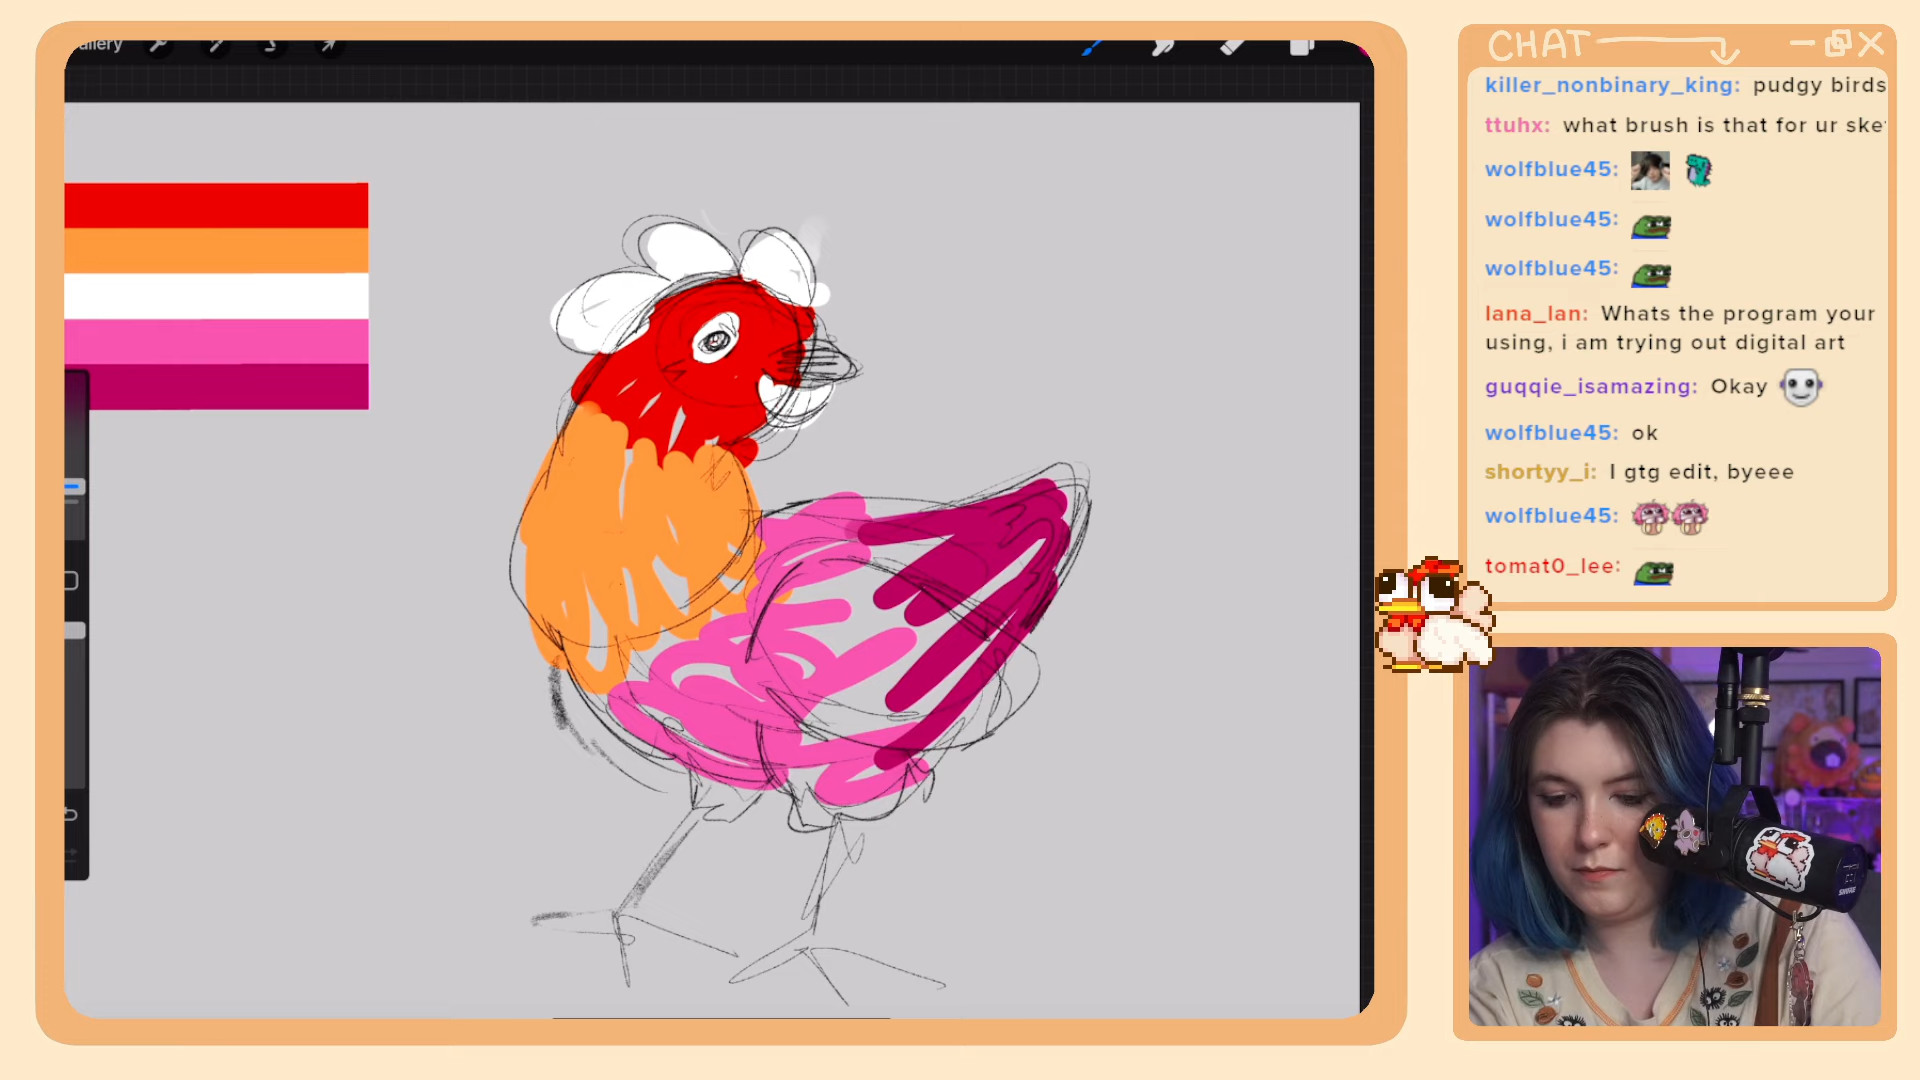 CHAT
killer_nonbinary_king: pudgy birds
ttuhx: what brush is that for ur ske
wolfblue45:
wolfblue45:
wolfblue45:
lana_lan: Whats the program your
using, i am trying out digital art
guqqie_isamazing: Okay
wolfblue45: ok
shortyy_i: I gtg edit, byeee
wolfblue45:
tomat0_lee: